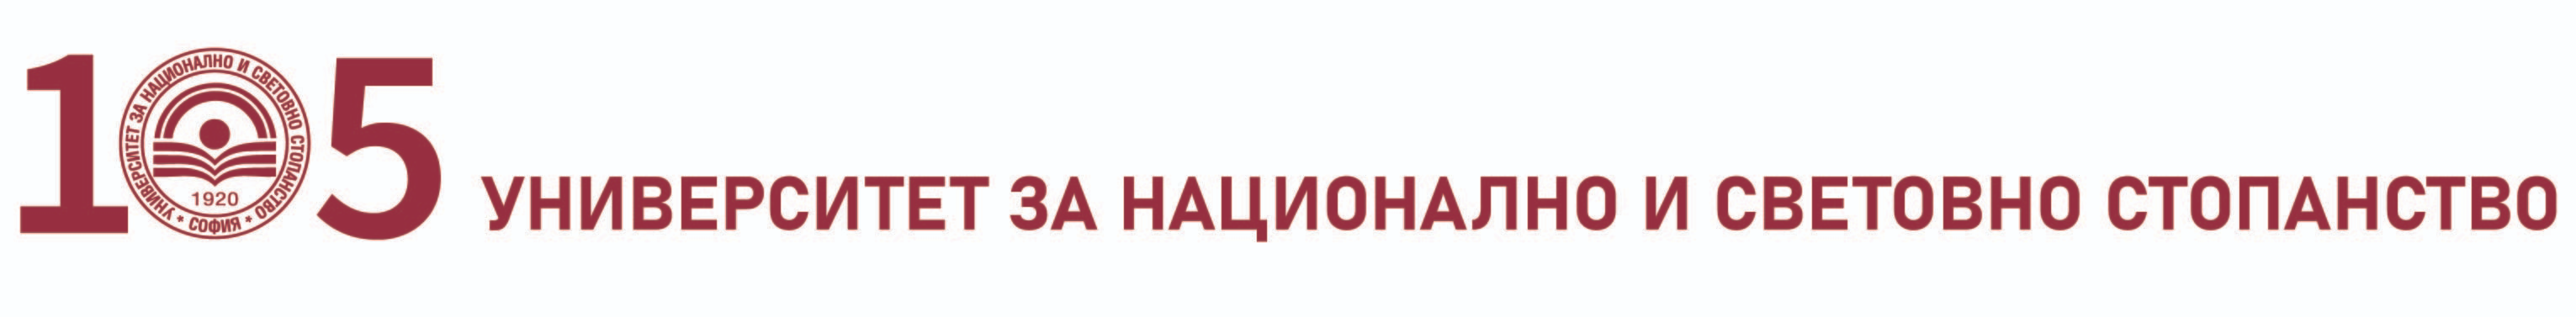 105
УНИВЕРСИТЕТ ЗА НАЦИОНАЛНО И СВЕТОВНО СТОПАНСТВО
* СОФИЯ *
1920
УНИВЕРСИТЕТ ЗА НАЦИОНАЛНО И СВЕТОВНО СТОПАНСТВО